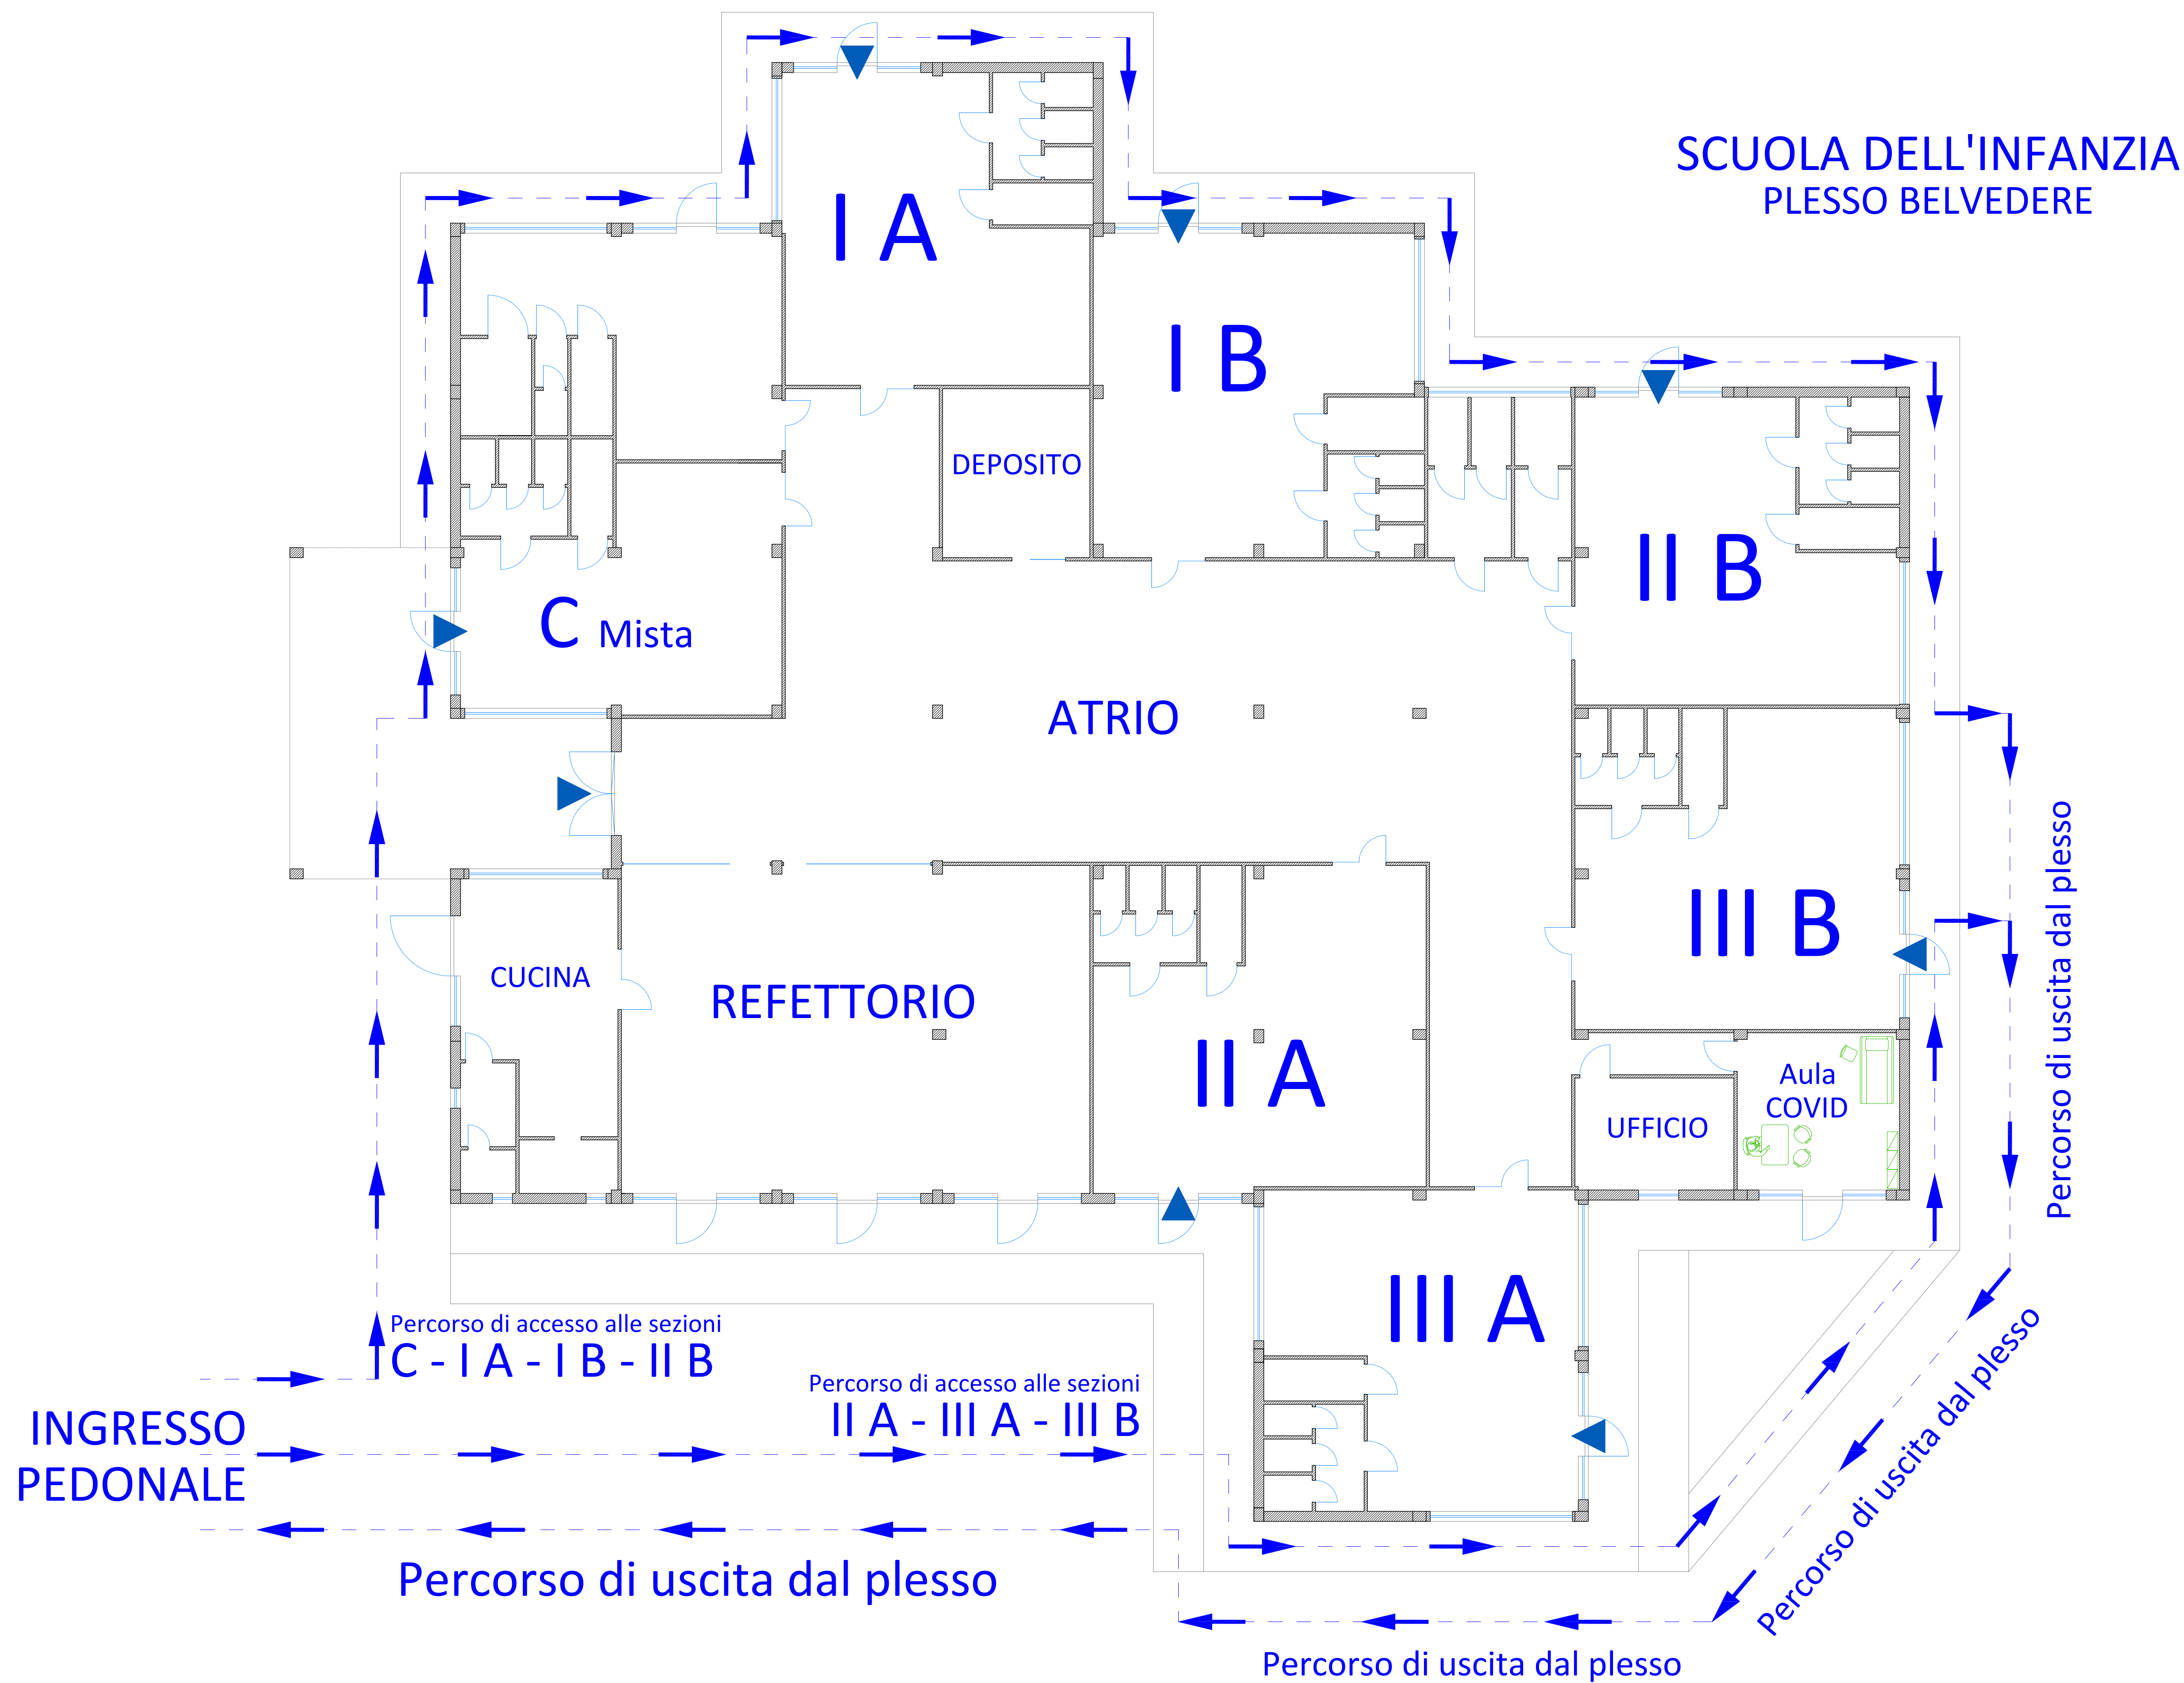 SCUOLA DELL'INFANZIA
PLESSO BELVEDERE
I A
I B
DEPOSITO
II B
C Mista
ATRIO
III B
CUCINA
REFETTORIO
II A
Aula
COVID
UFFICIO
Percorso di uscita dal plesso
III A
Percorso di accesso alle sezioni
C - I A - I B - II B
Percorso di accesso alle sezioni
II A - III A - III B
INGRESSO
PEDONALE
Percorso di uscita dal plesso
Percorso di uscita dal plesso
Percorso di uscita dal plesso